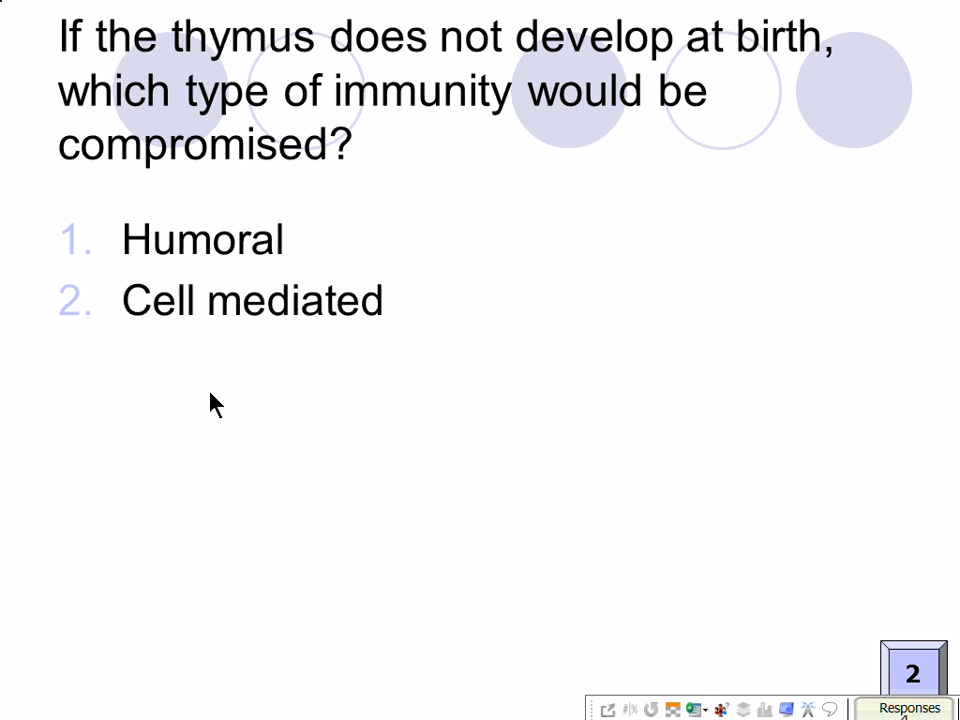 If the thymus does not develop at birth,
which type of immunity would be
compromised?
1. Humoral
2. Cell mediated
2
Responses